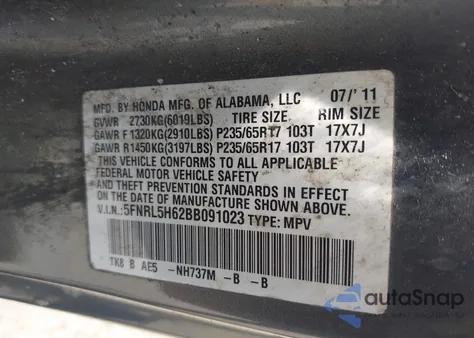 MFD. BY HONDA MFG. OF ALABAMA, LLC 07/'11
GVWR 2730KG(6019LBS) TIRE SIZE RIM SIZE
GAWR F 1320KG(2910LBS) P235/65R17 103T 17X7J
GAWR R 1450KG(3197LBS) P235/65R17 103T 17X7J
THIS VEHICLE CONFORMS TO ALL APPLICABLE
FEDERAL MOTOR VEHICLE SAFETY AND
THEFT PREVENTION STANDARDS IN EFFECT
ON THE DATE OF MANUFACTURE SHOWN ABOVE.
V.I.N.: 5FNRL5H62BB091023 TYPE: MPV
TK8 B AE5 -NH737M -B -B
autoSnap